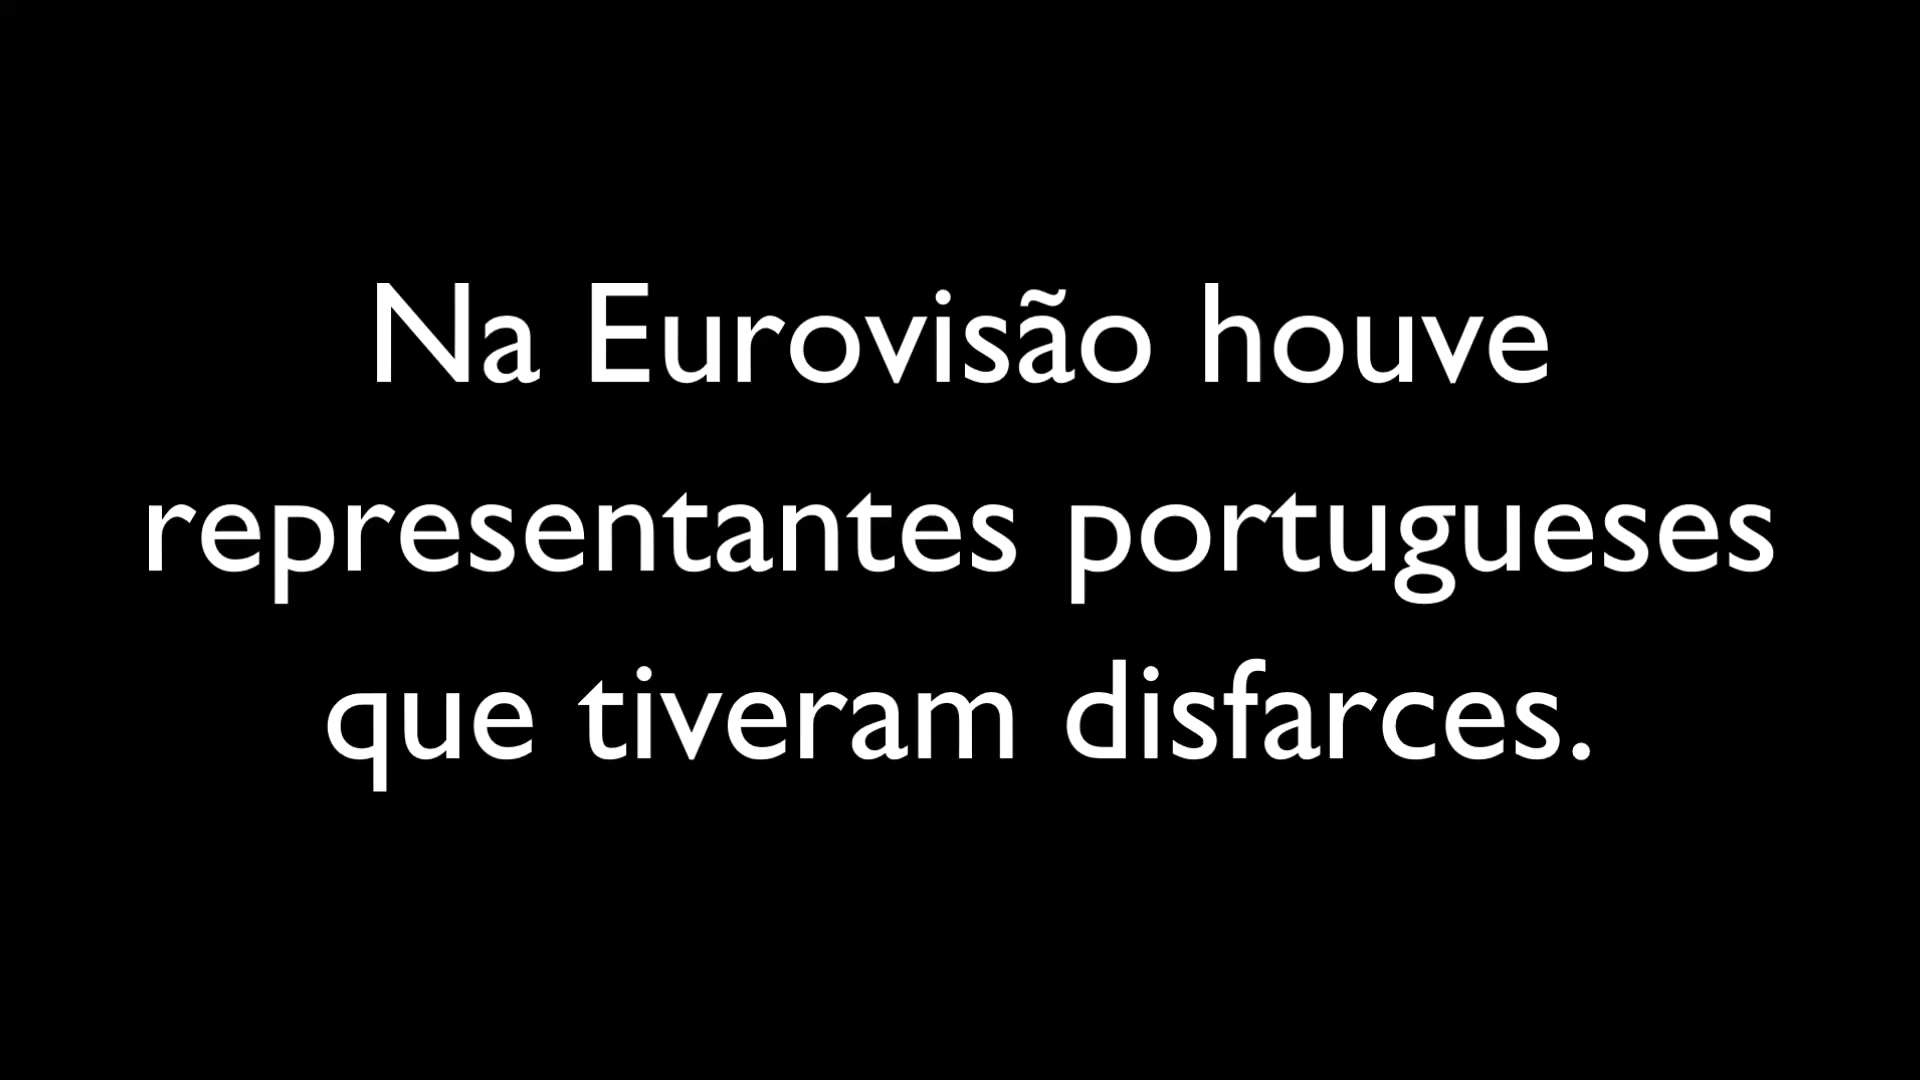 Na Eurovisão houve
representantes portugueses
que tiveram disfarces.